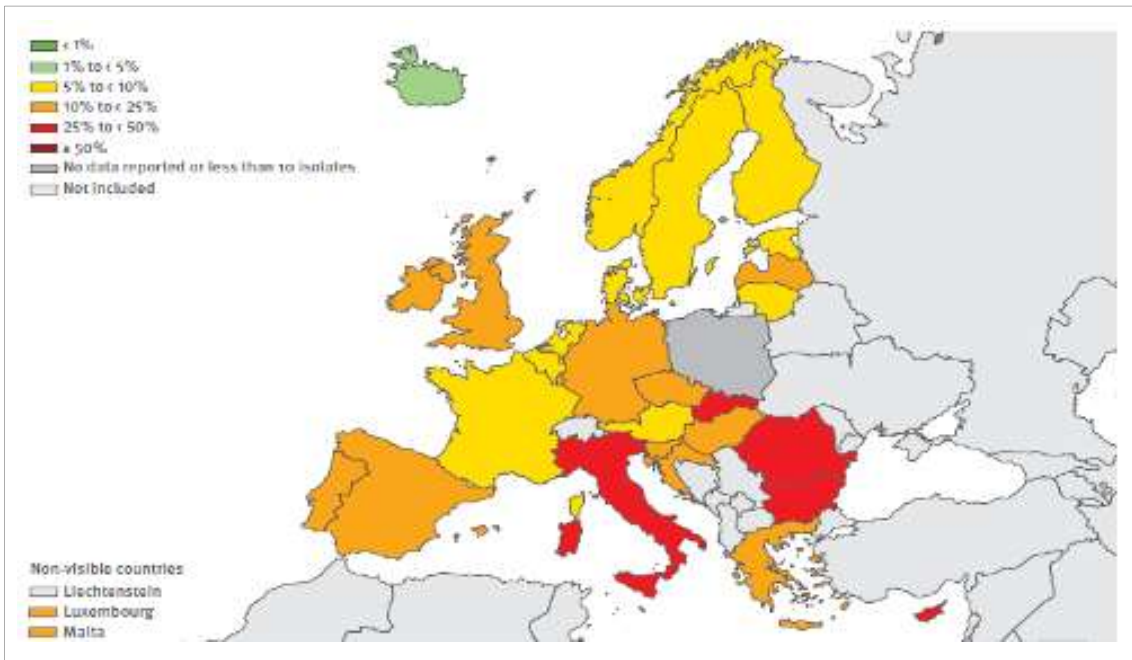 < 1%
1% to < 5%
5% to < 10%
10% to < 25%
25% to < 50%
≥ 50%
No data reported or less than 10 isolates
Not included
Non-visible countries
Liechtenstein
Luxembourg
Malta